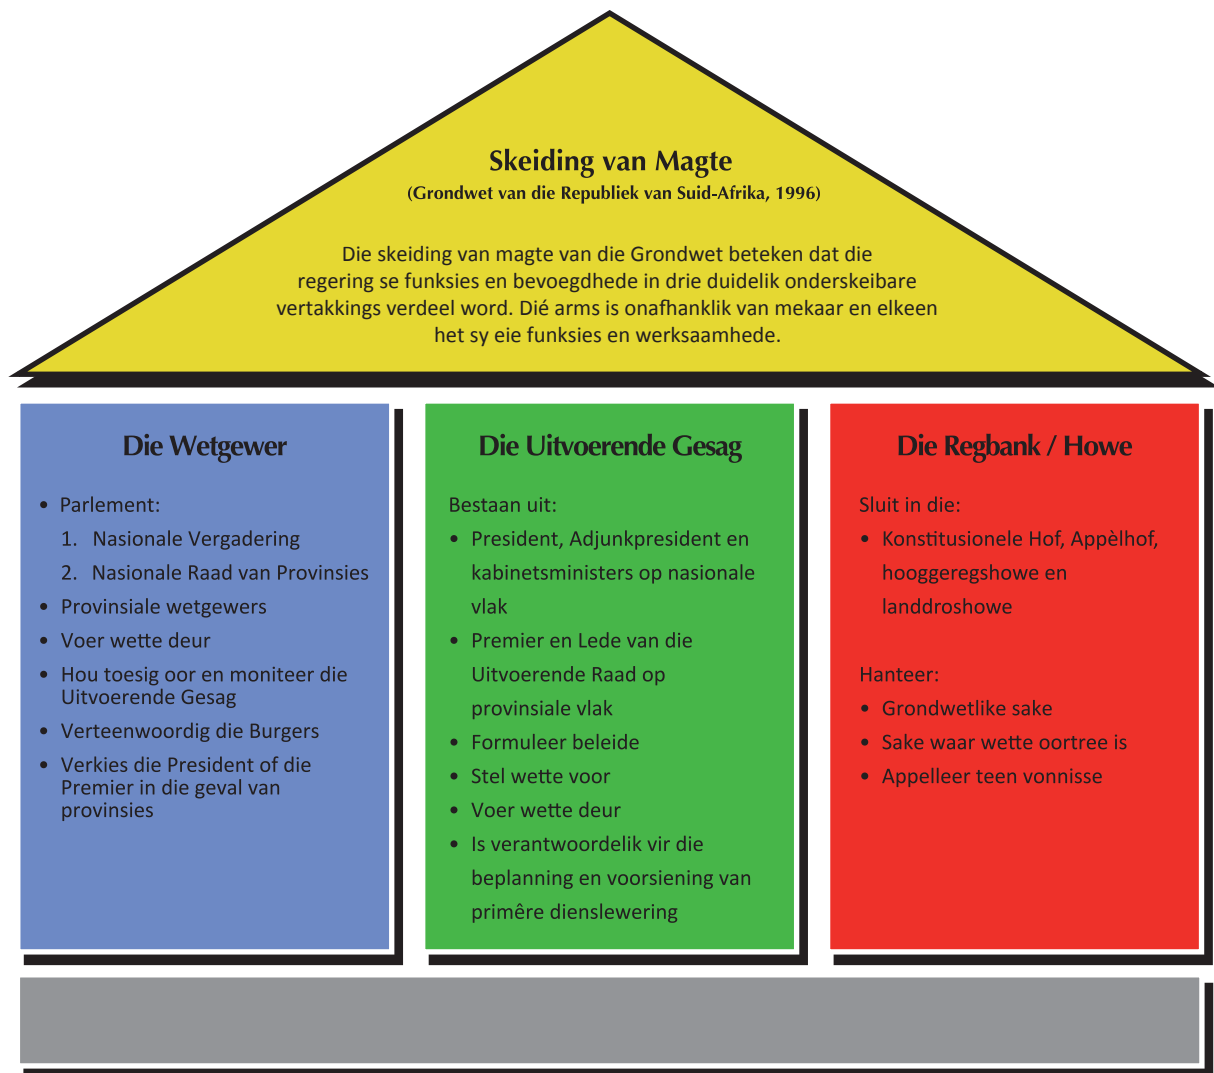 Skeiding van Magte
(Grondwet van die Republiek van Suid-Afrika, 1996)
Die skeiding van magte van die Grondwet beteken dat die
regering se funksies en bevoegdhede in drie duidelik onderskeibare
vertakkings verdeel word. Dié arms is onafhanklik van mekaar en elkeen
het sy eie funksies en werksaamhede.
Die Wetgewer
• Parlement:
1. Nasionale Vergadering
2. Nasionale Raad van Provinsies
• Provinsiale wetgewers
• Voer wette deur
• Hou toesig oor en moniteer die
Uitvoerende Gesag
• Verteenwoordig die Burgers
• Verkies die President of die
Premier in die geval van
provinsies
Die Uitvoerende Gesag
Bestaan uit:
• President, Adjunkpresident en
kabinetsministers op nasionale
vlak
• Premier en Lede van die
Uitvoerende Raad op
provinsiale vlak
• Formuleer beleide
• Stel wette voor
• Voer wette deur
• Is verantwoordelik vir die
beplanning en voorsiening van
primêre dienslewering
Die Regbank / Howe
Sluit in die:
• Konstitusionele Hof, Appèlhof,
hooggeregshowe en
landdroshowe
Hanteer:
• Grondwetlike sake
• Sake waar wette oortree is
• Appelleer teen vonnisse